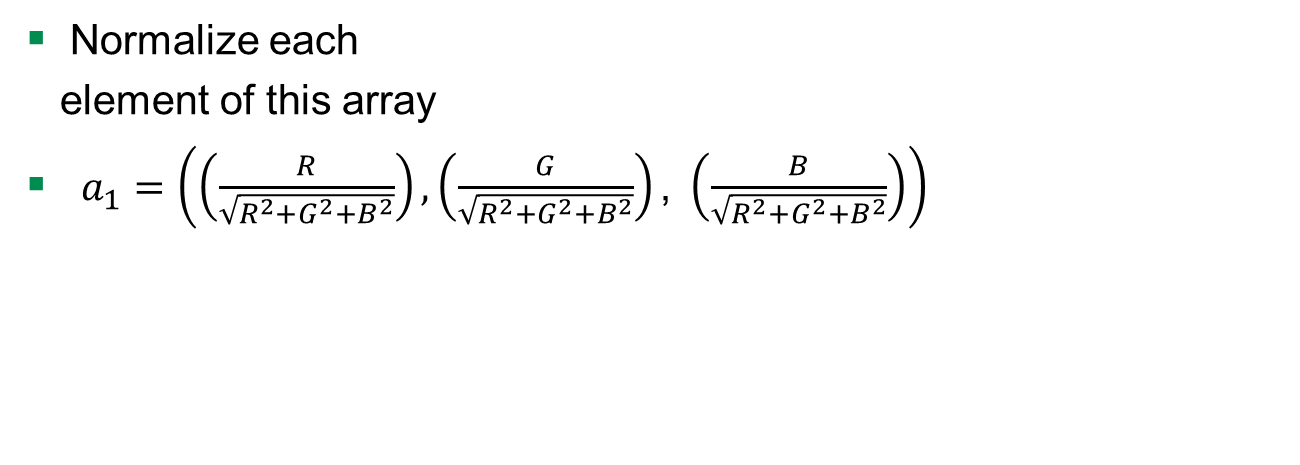 ▪ Normalize each
element of this array
▪ a₁ = ((R/√(R²+G²+B²)), (G/√(R²+G²+B²)), (B/√(R²+G²+B²)))